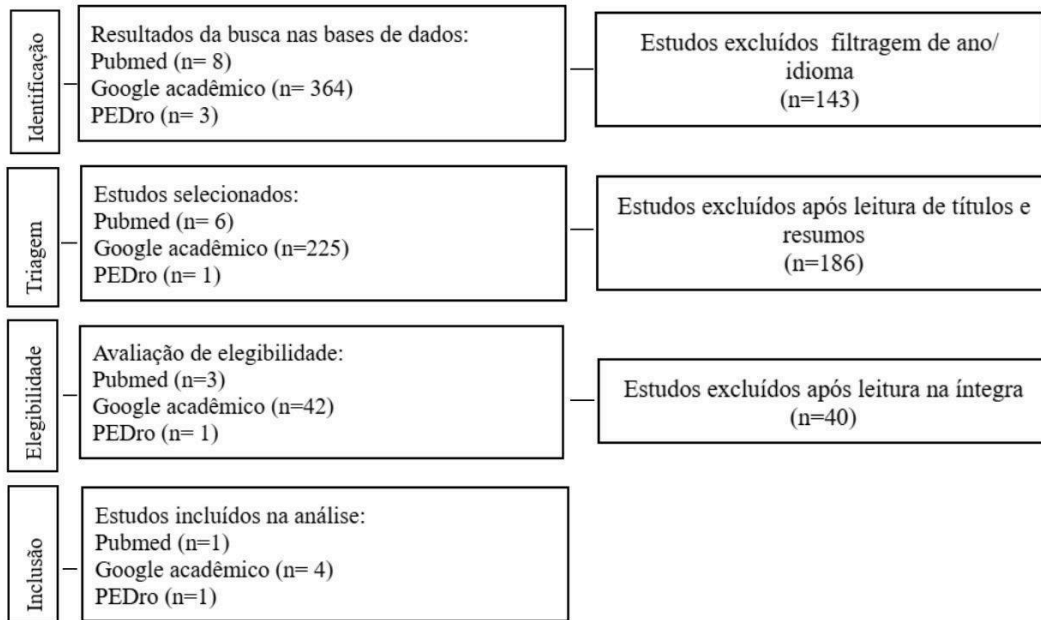 Identificação
Resultados da busca nas bases de dados:
Pubmed (n= 8)
Google acadêmico (n= 364)
PEDro (n= 3)
Estudos excluídos filtragem de ano/
idioma
(n=143)
Triagem
Estudos selecionados:
Pubmed (n= 6)
Google acadêmico (n=225)
PEDro (n= 1)
Estudos excluídos após leitura de títulos e
resumos
(n=186)
Elegibilidade
Avaliação de elegibilidade:
Pubmed (n=3)
Google acadêmico (n=42)
PEDro (n= 1)
Estudos excluídos após leitura na íntegra
(n=40)
Inclusão
Estudos incluídos na análise:
Pubmed (n=1)
Google acadêmico (n= 4)
PEDro (n=1)